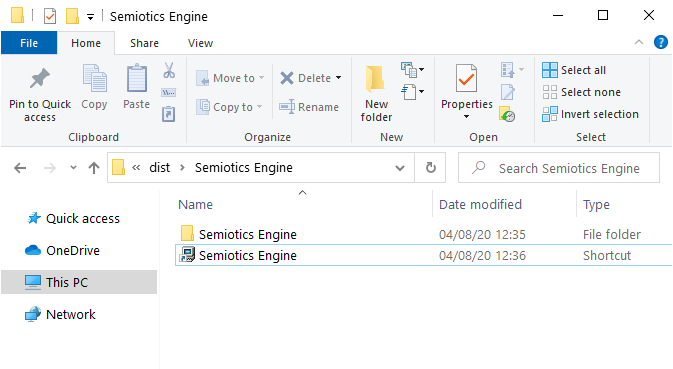 Semiotics Engine
File Home Share View
Pin to Quick access
Copy
Paste
Clipboard
Move to
Copy to
Delete
Rename
Organize
New folder
New
Properties
Open
Select all
Select none
Invert selection
Select
« dist > Semiotics Engine
Search Semiotics Engine
Quick access
OneDrive
This PC
Network
Name Date modified Type
Semiotics Engine 04/08/20 12:35 File folder
Semiotics Engine 04/08/20 12:36 Shortcut